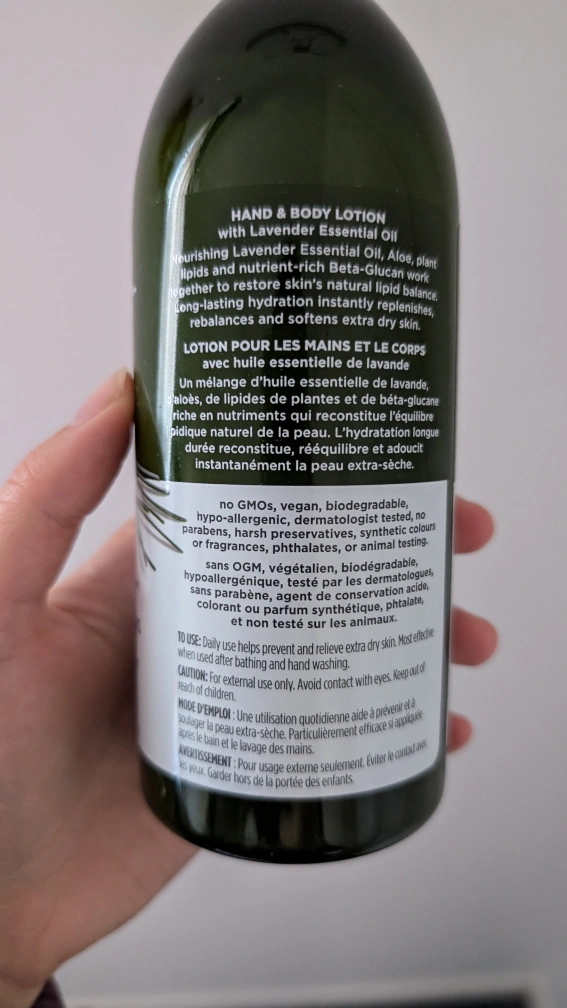 HAND & BODY LOTION
with Lavender Essential Oil
Nourishing Lavender Essential Oil, Aloe, plant
lipids and nutrient-rich Beta-Glucan work
together to restore skin's natural lipid balance.
Long-lasting hydration instantly replenishes,
rebalances and softens extra dry skin.
LOTION POUR LES MAINS ET LE CORPS
avec huile essentielle de lavande
Un mélange d'huile essentielle de lavande,
d'aloès, de lipides de plantes et de béta-glucane
riche en nutriments qui reconstitue l'équilibre
lipidique naturel de la peau. L'hydratation longue
durée reconstitue, rééquilibre et adoucit
instantanément la peau extra-sèche.
no GMOs, vegan, biodegradable,
hypo-allergenic, dermatologist tested, no
parabens, harsh preservatives, synthetic colours
or fragrances, phthalates, or animal testing.
sans OGM, végétalien, biodégradable,
hypoallergénique, testé par les dermatologues,
sans parabène, agent de conservation acide,
colorant ou parfum synthétique, phtalate,
et non testé sur les animaux.
TO USE: Daily use helps prevent and relieve extra dry skin. Most effective
when used after bathing and hand washing.
CAUTION: For external use only. Avoid contact with eyes. Keep out of
reach of children.
MODE D'EMPLOI : Une utilisation quotidienne aide à prévenir et à
soulager la peau extra-sèche. Particulièrement efficace si appliquée
après le bain et le lavage des mains.
AVERTISSEMENT : Pour usage externe seulement. Éviter le contact avec
les yeux. Garder hors de la portée des enfants.